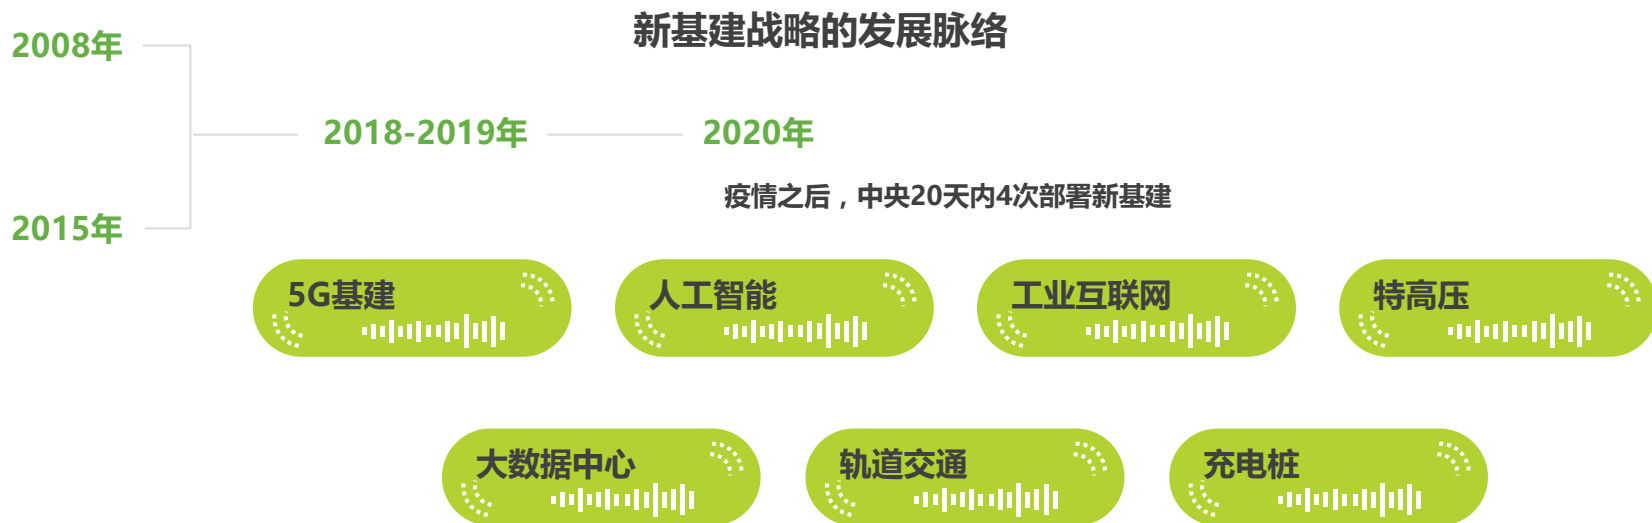 新基建战略的发展脉络
2008年
2018-2019年
2020年
疫情之后，中央20天内4次部署新基建
2015年
5G基建
人工智能
工业互联网
特高压
大数据中心
轨道交通
充电桩